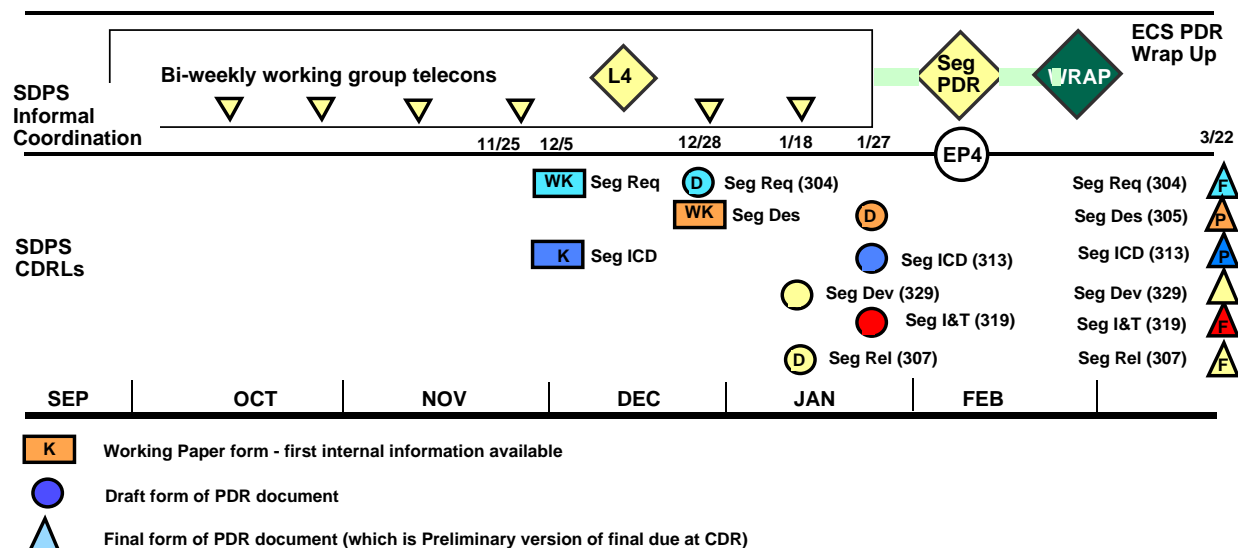 ECS PDR
Wrap Up
Bi-weekly working group telecons
L4
Seg
PDR
WRAP
SDPS
Informal
Coordination
11/25 12/5 12/28 1/18 1/27 3/22
EP4
WK Seg Req D Seg Req (304) Seg Req (304) F
WK Seg Des D Seg Des (305) P
SDPS
CDRLs
K Seg ICD Seg ICD (313) Seg ICD (313) P
Seg Dev (329) Seg Dev (329)
Seg I&T (319) Seg I&T (319) F
D Seg Rel (307) Seg Rel (307) F
SEP OCT NOV DEC JAN FEB
K Working Paper form - first internal information available
Draft form of PDR document
Final form of PDR document (which is Preliminary version of final due at CDR)